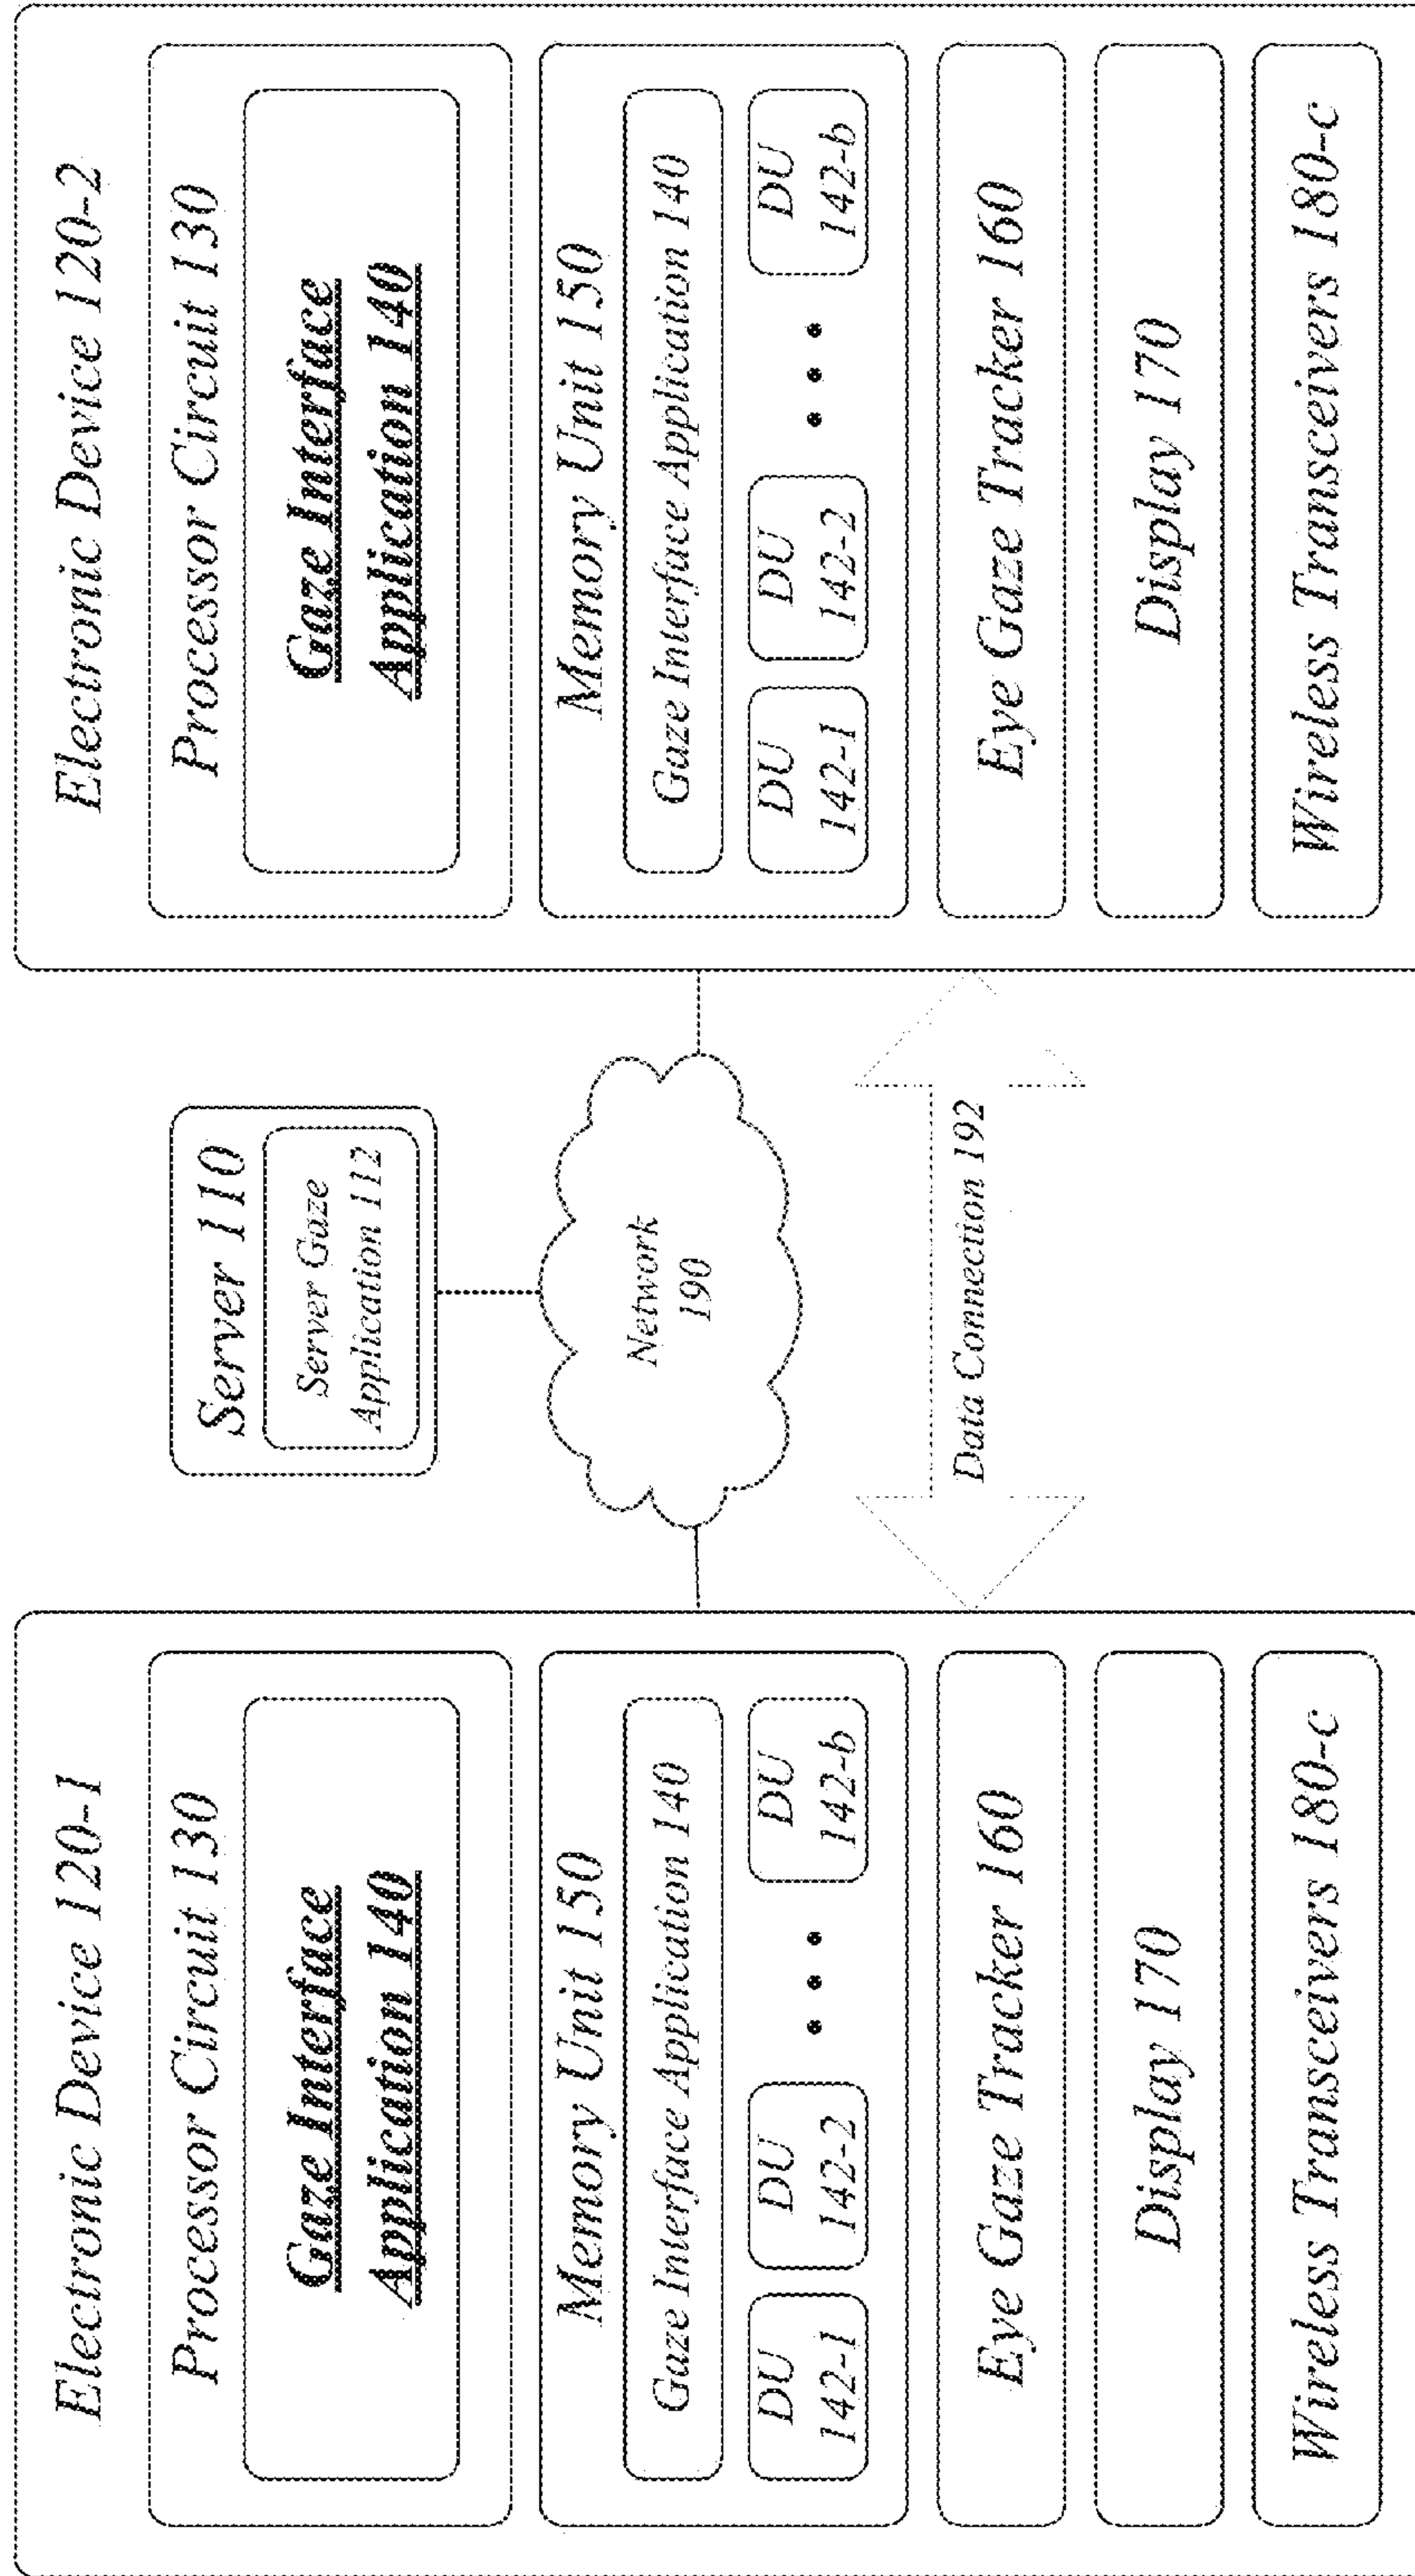 Electronic Device 120-1
Processor Circuit 130
Gaze Interface
Application 140
Memory Unit 150
Gaze Interface Application 140
DU
142-1
DU
142-2
DU
142-b
Eye Gaze Tracker 160
Display 170
Wireless Transceivers 180-c
Server 110
Server Gaze
Application 112
Network
190
Data Connection 192
Electronic Device 120-2
Processor Circuit 130
Gaze Interface
Application 140
Memory Unit 150
Gaze Interface Application 140
DU
142-1
DU
142-2
DU
142-b
Eye Gaze Tracker 160
Display 170
Wireless Transceivers 180-c